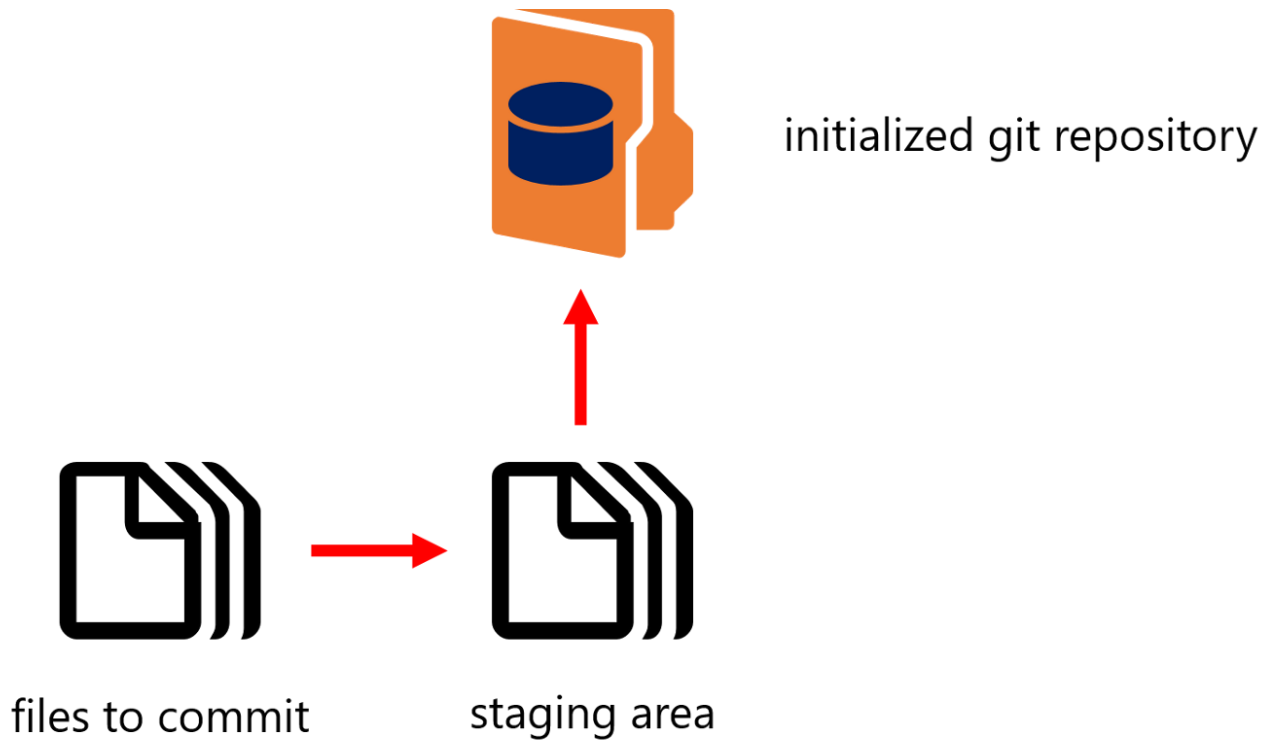 initialized git repository
files to commit
staging area